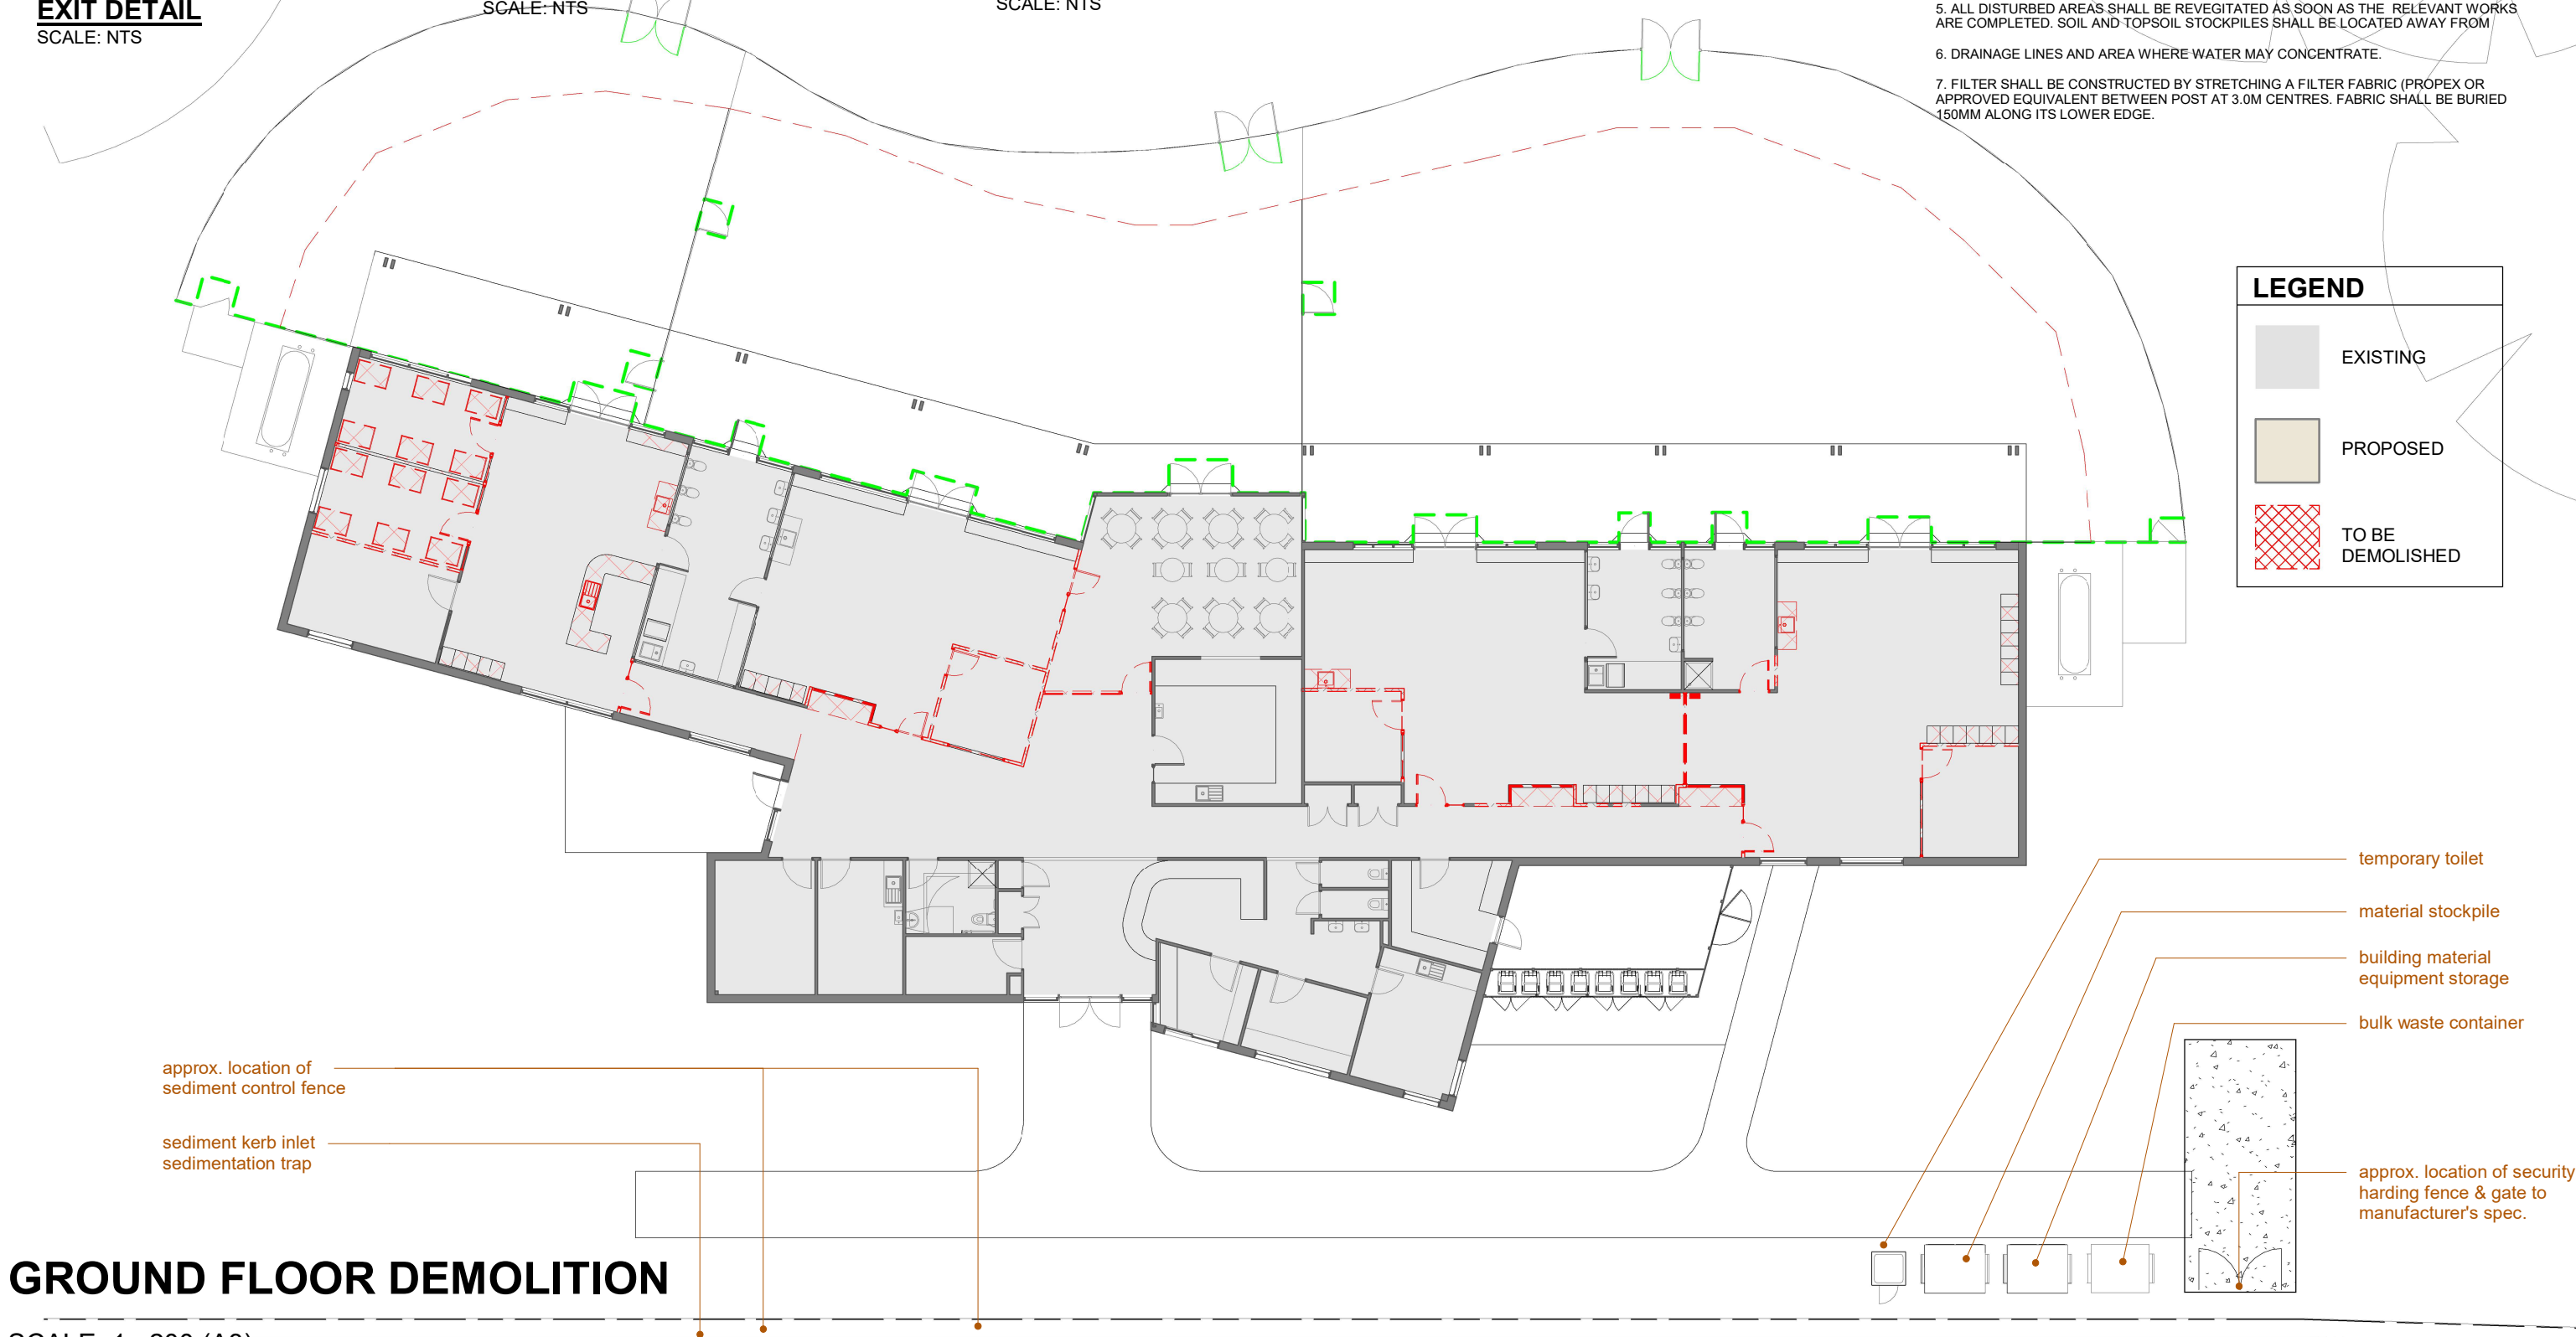 EXIT DETAIL
SCALE: NTS
SCALE: NTS
SCALE: NTS
5. ALL DISTURBED AREAS SHALL BE REVEGITATED AS SOON AS THE RELEVANT WORKS
ARE COMPLETED. SOIL AND TOPSOIL STOCKPILES SHALL BE LOCATED AWAY FROM
6. DRAINAGE LINES AND AREA WHERE WATER MAY CONCENTRATE.
7. FILTER SHALL BE CONSTRUCTED BY STRETCHING A FILTER FABRIC (PROPEX OR
APPROVED EQUIVALENT BETWEEN POST AT 3.0M CENTRES. FABRIC SHALL BE BURIED
150MM ALONG ITS LOWER EDGE.
LEGEND
EXISTING
PROPOSED
TO BE
DEMOLISHED
temporary toilet
material stockpile
building material
equipment storage
bulk waste container
approx. location of security
harding fence & gate to
manufacturer's spec.
approx. location of
sediment control fence
sediment kerb inlet
sedimentation trap
GROUND FLOOR DEMOLITION
SCALE 1 : 200 (A3)